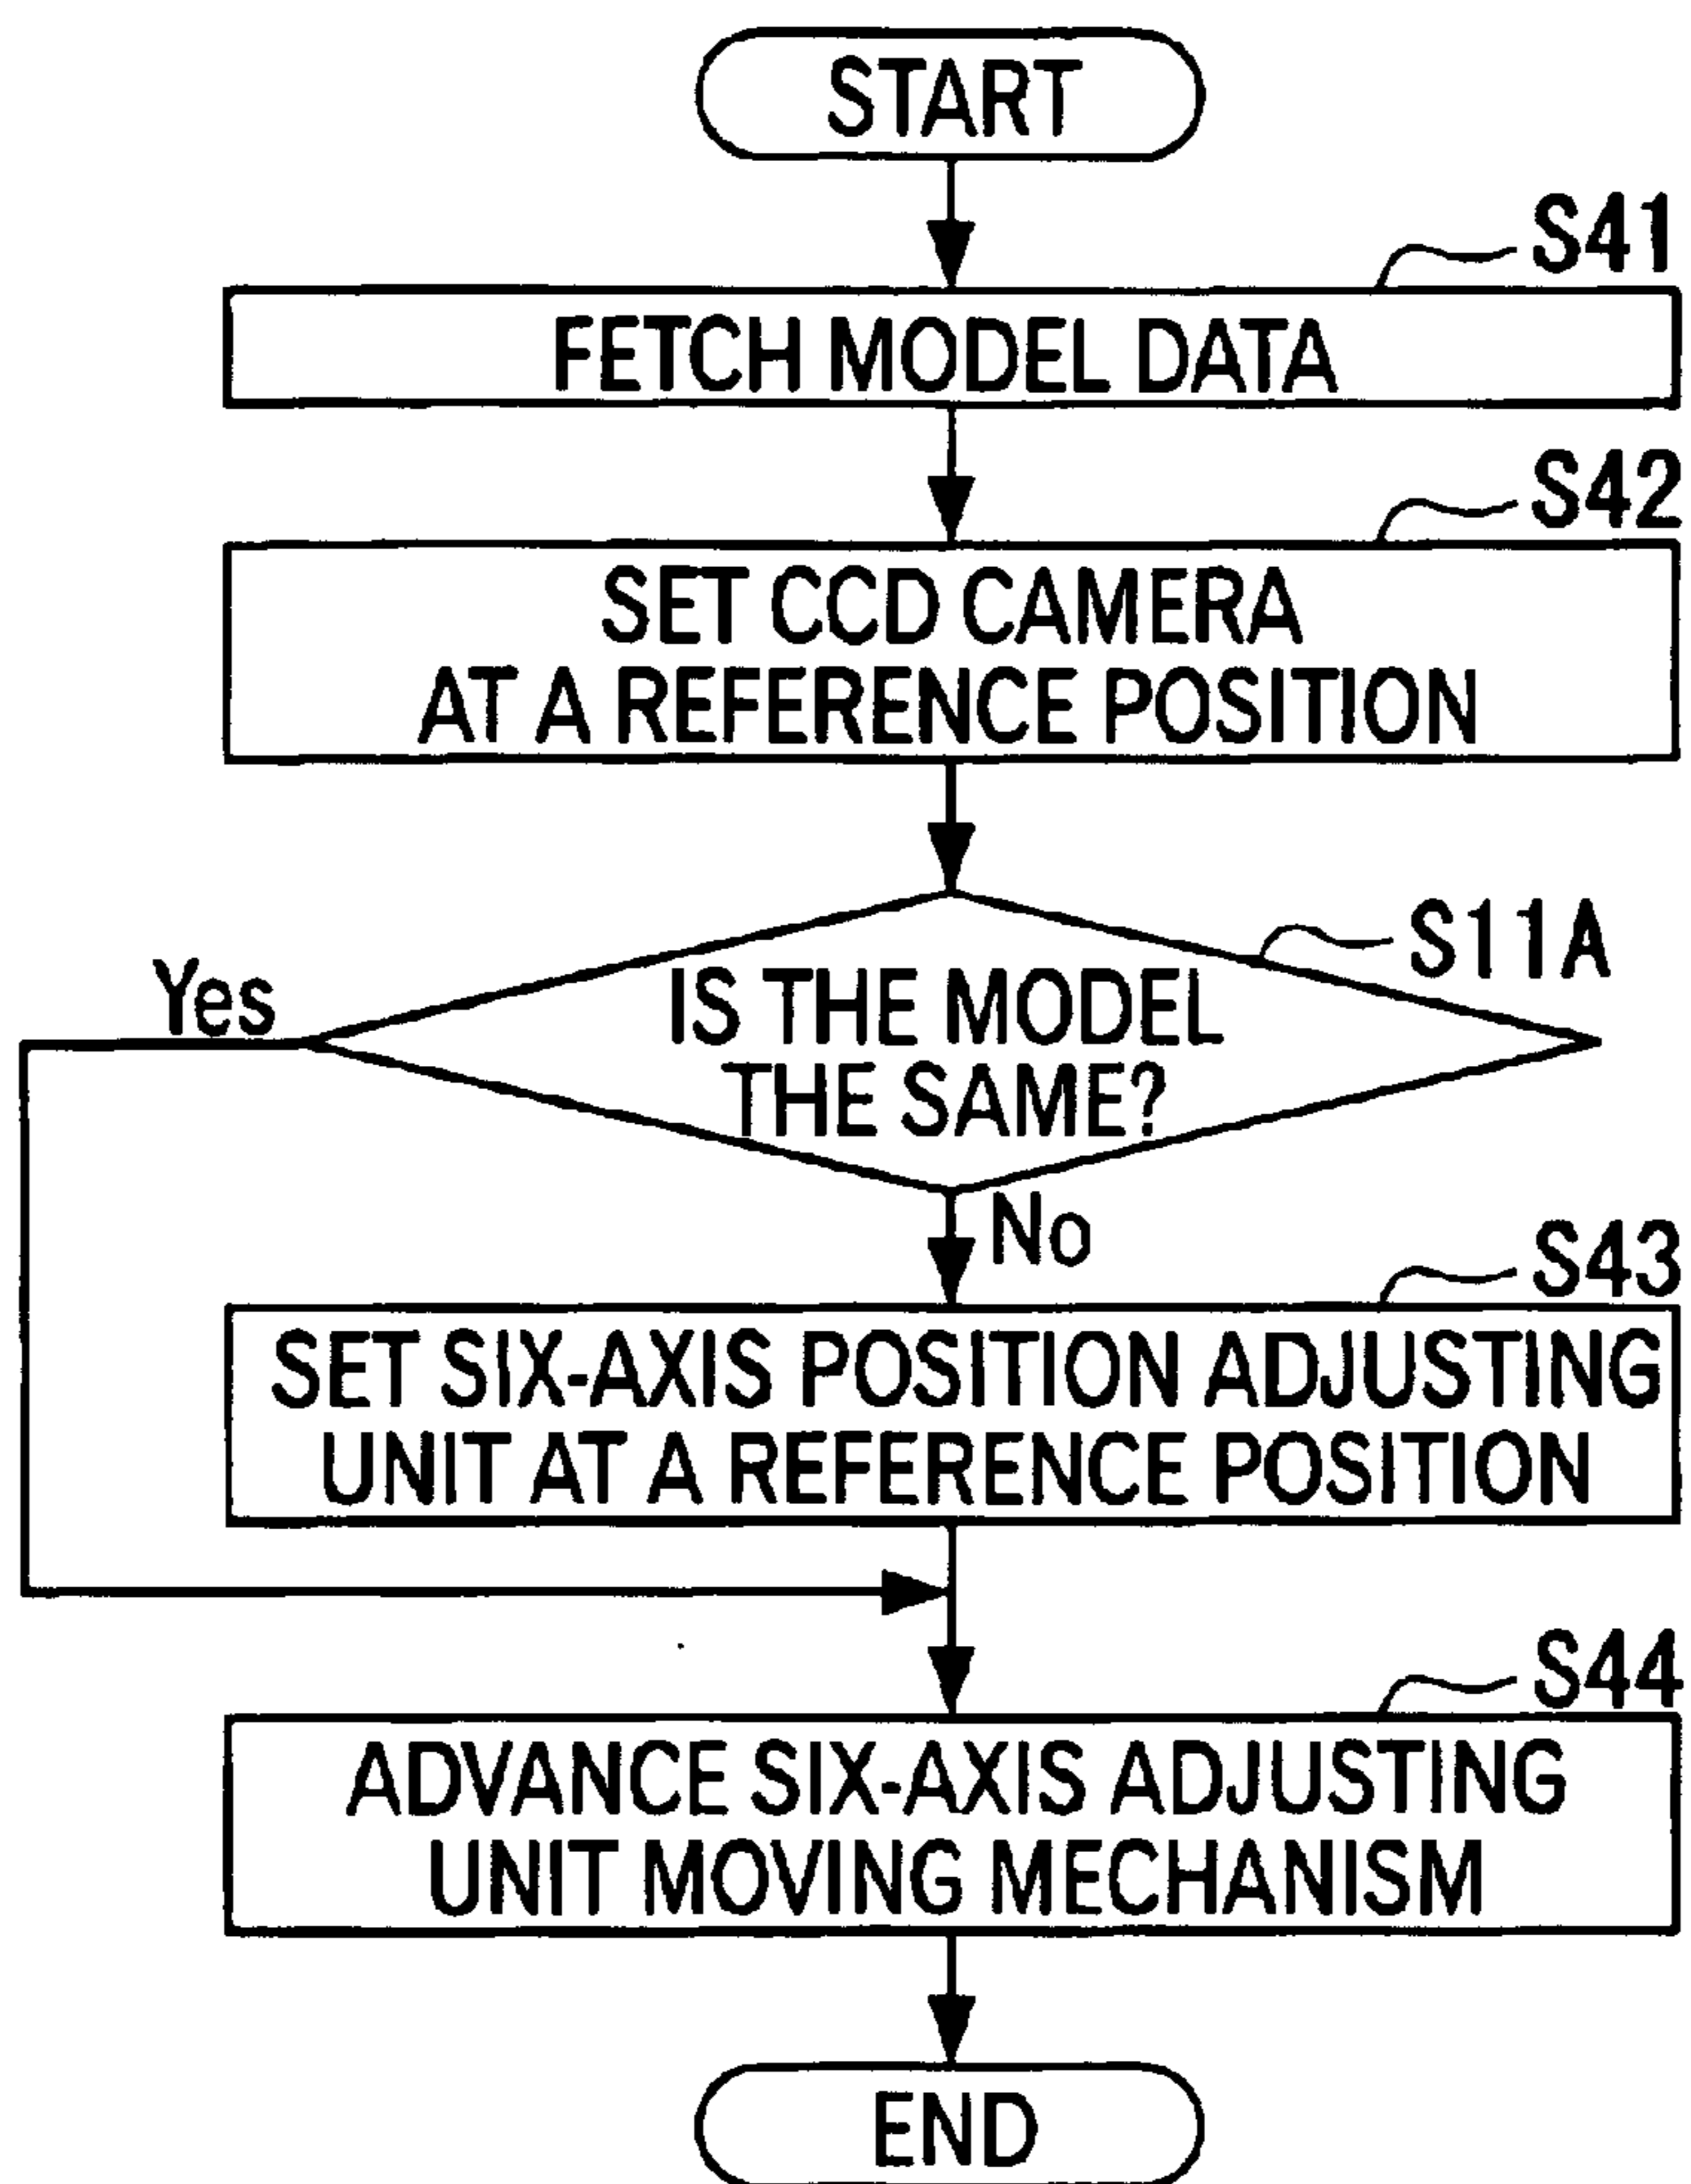 START
S41
FETCH MODEL DATA
S42
SET CCD CAMERA
AT A REFERENCE POSITION
S11A
Yes
IS THE MODEL
THE SAME?
No
S43
SET SIX-AXIS POSITION ADJUSTING
UNIT AT A REFERENCE POSITION
S44
ADVANCE SIX-AXIS ADJUSTING
UNIT MOVING MECHANISM
END